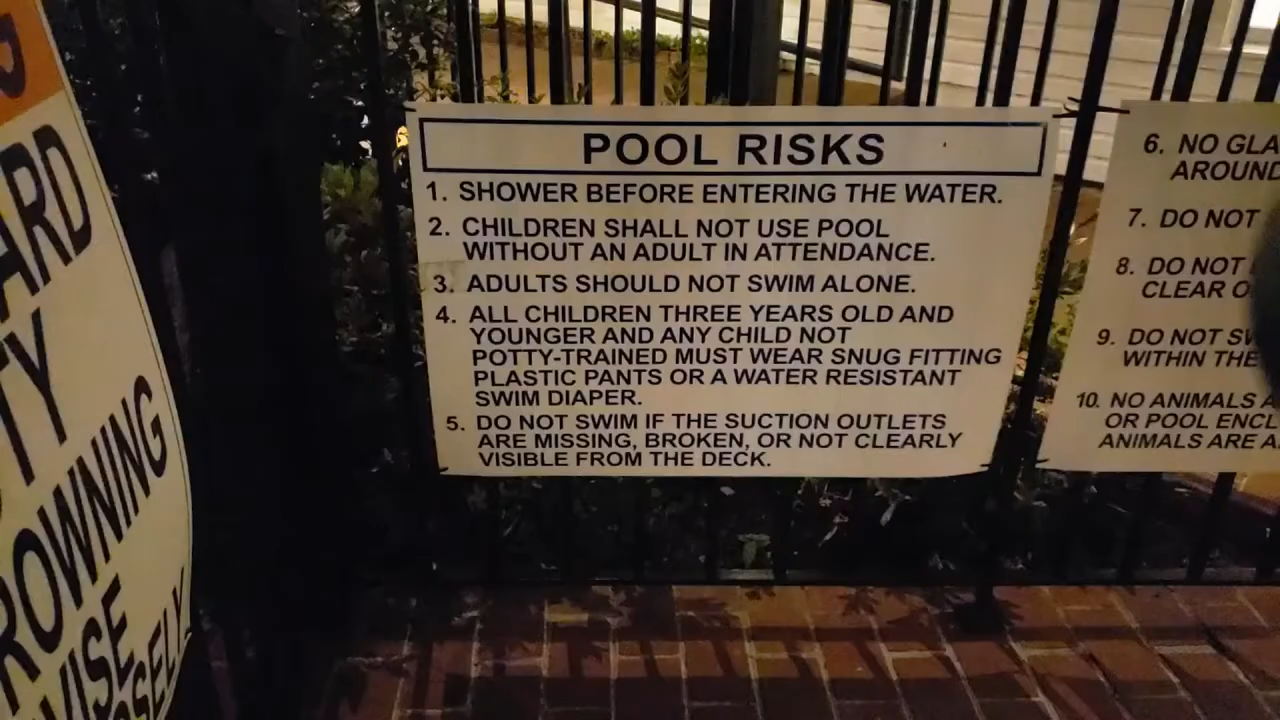 ARD
TY
ROWNING
VISE
OSELY
POOL RISKS
1. SHOWER BEFORE ENTERING THE WATER.
2. CHILDREN SHALL NOT USE POOL
WITHOUT AN ADULT IN ATTENDANCE.
3. ADULTS SHOULD NOT SWIM ALONE.
4. ALL CHILDREN THREE YEARS OLD AND
YOUNGER AND ANY CHILD NOT
POTTY-TRAINED MUST WEAR SNUG FITTING
PLASTIC PANTS OR A WATER RESISTANT
SWIM DIAPER.
5. DO NOT SWIM IF THE SUCTION OUTLETS
ARE MISSING, BROKEN, OR NOT CLEARLY
VISIBLE FROM THE DECK.
6. NO GLA
AROUND
7. DO NOT
8. DO NOT
CLEAR O
9. DO NOT SW
WITHIN THE
10. NO ANIMALS A
OR POOL ENCL
ANIMALS ARE A